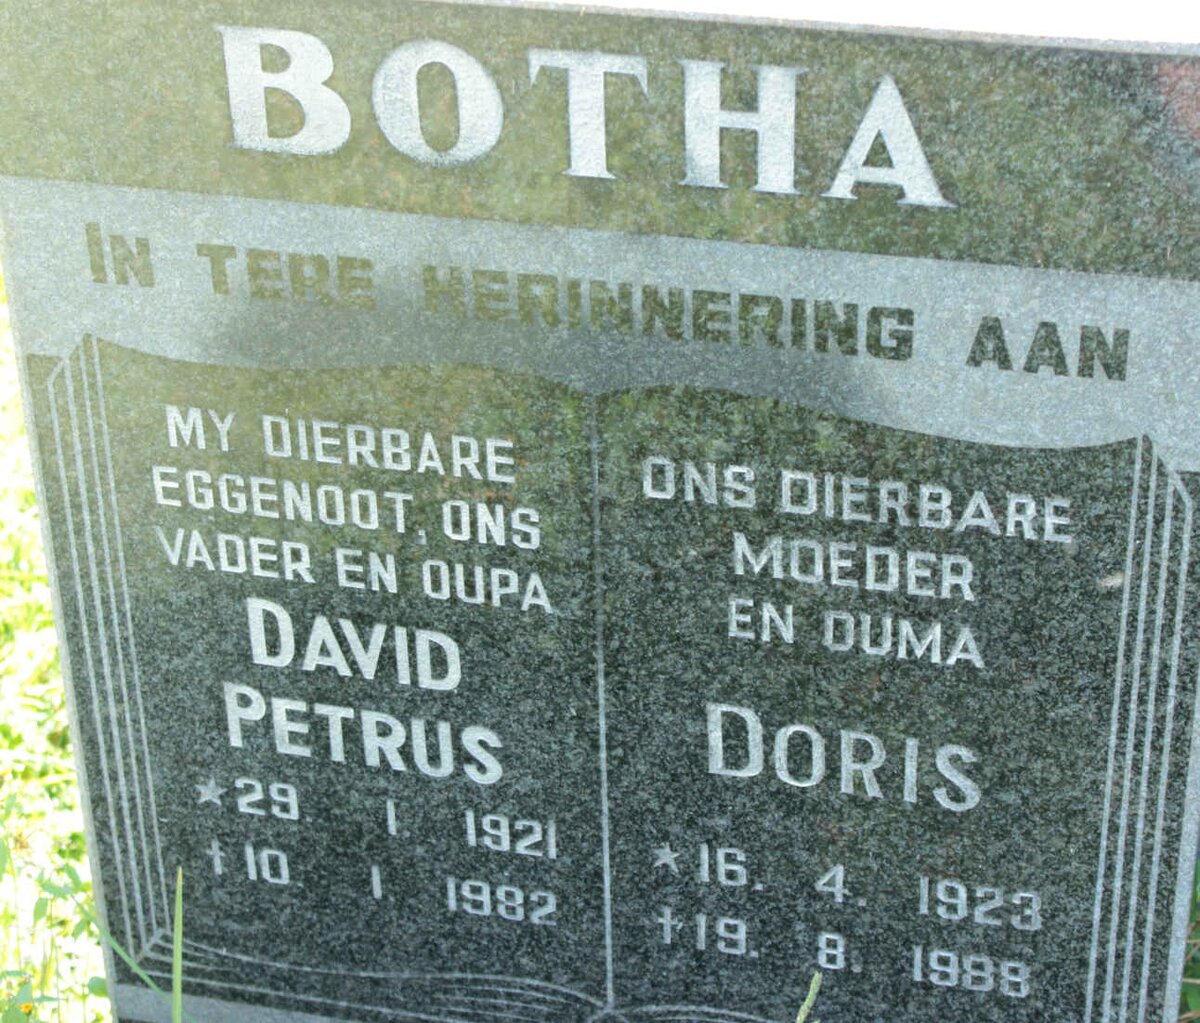 BOTHA
IN TERE HERINNERING AAN
MY DIERBARE
EGGENOOT, ONS
VADER EN OUPA
DAVID
PETRUS
★29. 1. 1921
†10. 1 1982
ONS DIERBARE
MOEDER
EN OUMA
DORIS
★16. 4. 1923
†19. 8. 1988